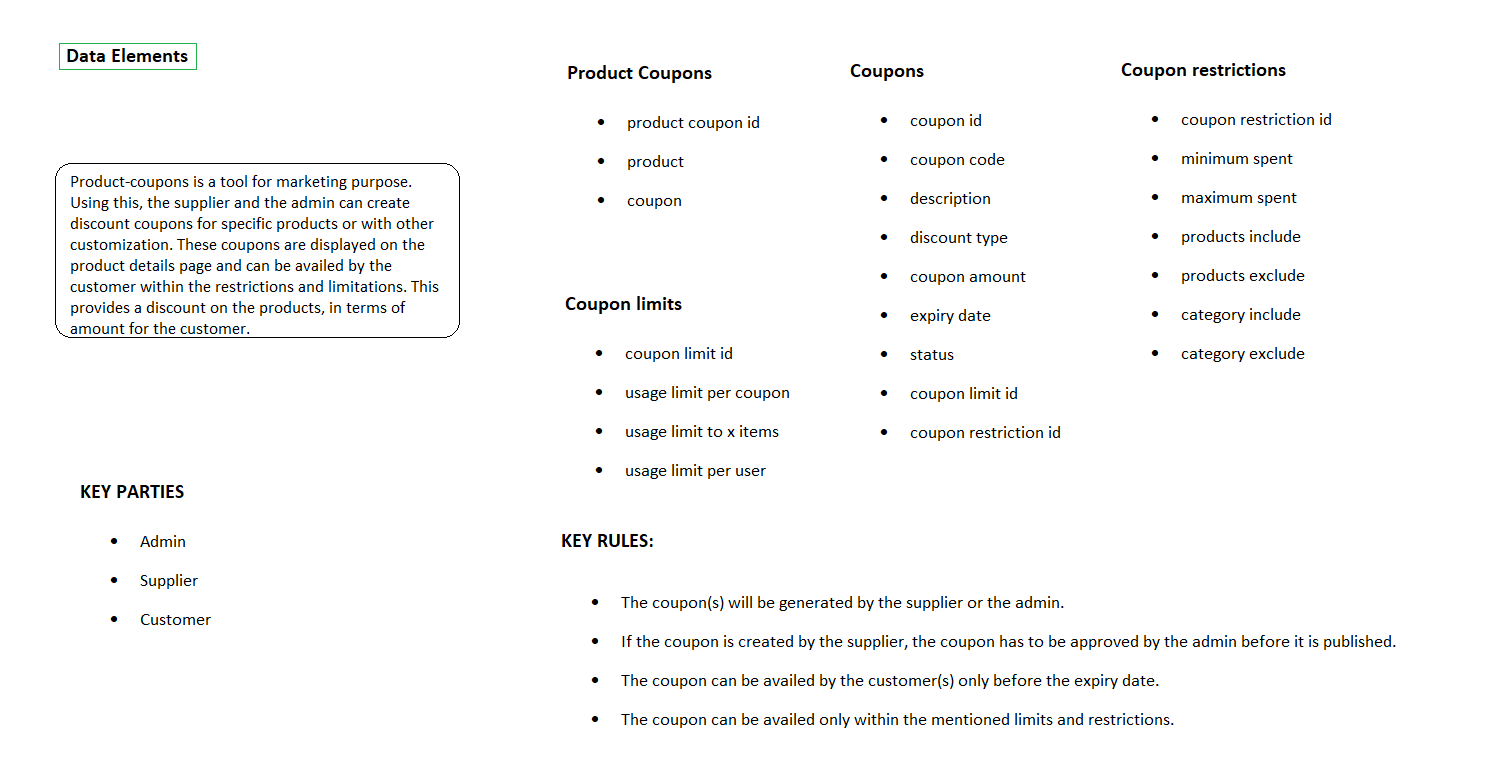 Data Elements
Product-coupons is a tool for marketing purpose.
Using this, the supplier and the admin can create
discount coupons for specific products or with other
customization. These coupons are displayed on the
product details page and can be availed by the
customer within the restrictions and limitations. This
provides a discount on the products, in terms of
amount for the customer.
KEY PARTIES
• Admin
• Supplier
• Customer
Product Coupons
• product coupon id
• product
• coupon
Coupon limits
• coupon limit id
• usage limit per coupon
• usage limit to x items
• usage limit per user
Coupons
• coupon id
• coupon code
• description
• discount type
• coupon amount
• expiry date
• status
• coupon limit id
• coupon restriction id
Coupon restrictions
• coupon restriction id
• minimum spent
• maximum spent
• products include
• products exclude
• category include
• category exclude
KEY RULES:
• The coupon(s) will be generated by the supplier or the admin.
• If the coupon is created by the supplier, the coupon has to be approved by the admin before it is published.
• The coupon can be availed by the customer(s) only before the expiry date.
• The coupon can be availed only within the mentioned limits and restrictions.